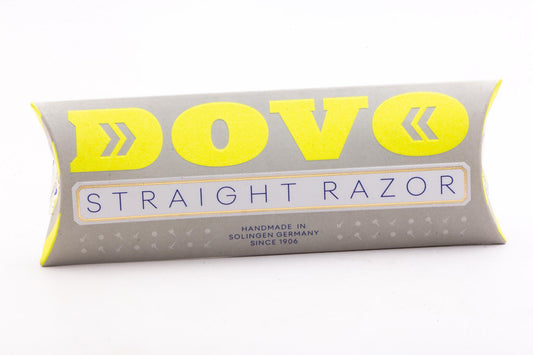 DOVO
STRAIGHT RAZOR
HANDMADE IN
SOLINGEN GERMANY
SINCE 1906